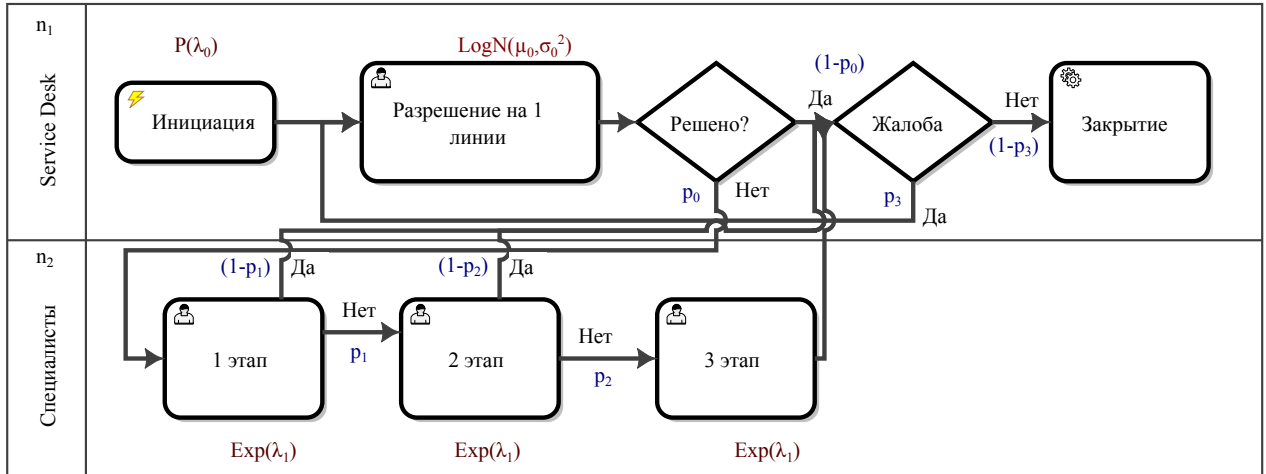 n₁
Service Desk
P(λ₀)
Инициация
LogN(μ₀,σ₀²)
Разрешение на 1
линии
Решено?
(1-p₀)
Да
p₀
Нет
Жалоба
Нет
(1-p₃)
p₃
Да
Закрытие
n₂
Специалисты
(1-p₁)
Да
(1-p₂)
Да
1 этап
Нет
p₁
2 этап
Нет
p₂
3 этап
Exp(λ₁)
Exp(λ₁)
Exp(λ₁)